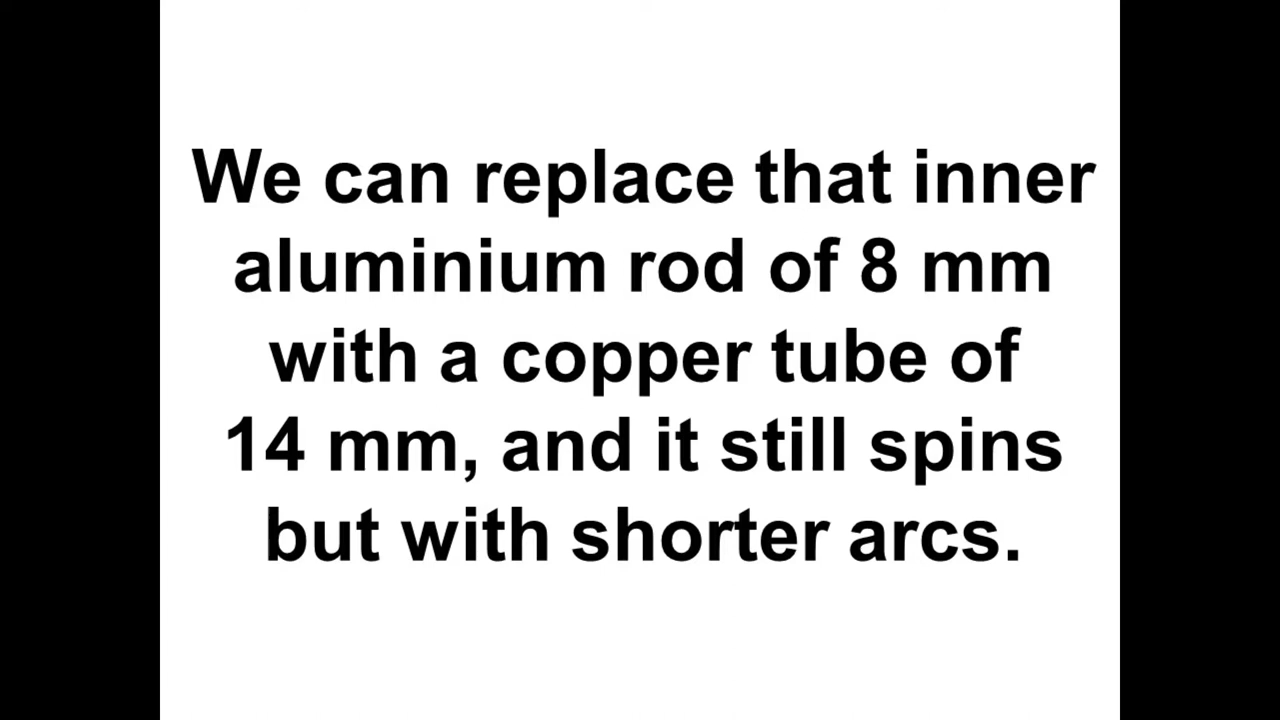 We can replace that inner
aluminium rod of 8 mm
with a copper tube of
14 mm, and it still spins
but with shorter arcs.